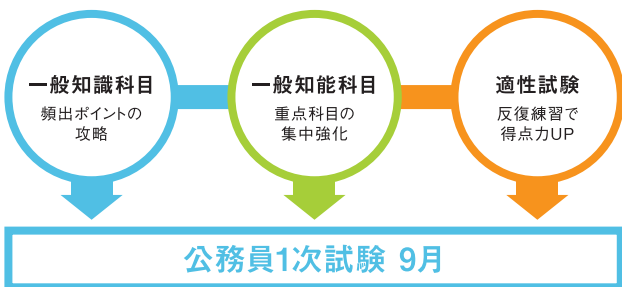 一般知識科目
頻出ポイントの
攻略
一般知能科目
重点科目の
集中強化
適性試験
反復練習で
得点力UP
公務員1次試験 9月